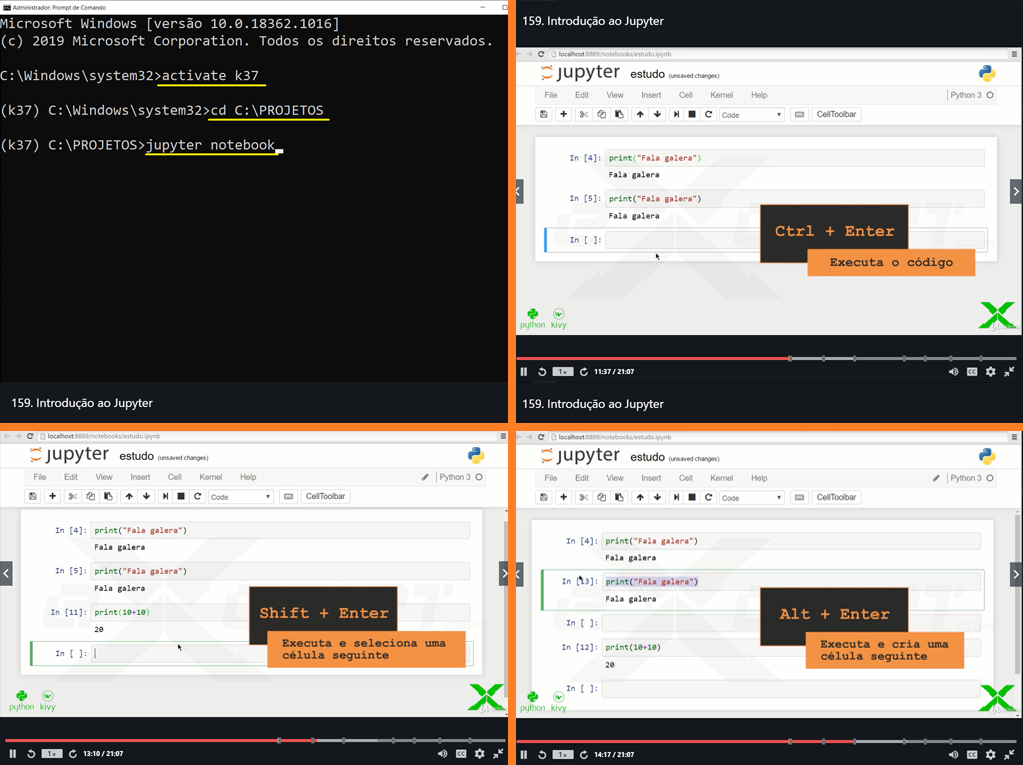 Administrador: Prompt de Comando
Microsoft Windows [versão 10.0.18362.1016]
(c) 2019 Microsoft Corporation. Todos os direitos reservados.
C:\Windows\system32>activate k37
(k37) C:\Windows\system32>cd C:\PROJETOS
(k37) C:\PROJETOS>jupyter notebook
159. Introdução ao Jupyter
localhost:8889/notebooks/estudo.ipynb
jupyter estudo (unsaved changes)
File Edit View Insert Cell Kernel Help
Python 3
Code
CellToolbar
In [4]: print("Fala galera")
Fala galera
In [5]: print("Fala galera")
Fala galera
In [ ]:
Ctrl + Enter
Executa o código
python kivy
1x 11:37 / 21:07
CC
159. Introdução ao Jupyter
localhost:8889/notebooks/estudo.ipynb
jupyter estudo (unsaved changes)
File Edit View Insert Cell Kernel Help
Python 3
Code
CellToolbar
In [4]: print("Fala galera")
Fala galera
In [5]: print("Fala galera")
Fala galera
In [11]: print(10+10)
20
In [ ]:
Shift + Enter
Executa e seleciona uma
célula seguinte
python kivy
1x 13:10 / 21:07
CC
159. Introdução ao Jupyter
localhost:8889/notebooks/estudo.ipynb
jupyter estudo (unsaved changes)
File Edit View Insert Cell Kernel Help
Python 3
Code
CellToolbar
In [4]: print("Fala galera")
Fala galera
In [13]: print("Fala galera")
Fala galera
In [ ]:
In [12]: print(10+10)
20
In [ ]:
Alt + Enter
Executa e cria uma
célula seguinte
python kivy
1x 14:17 / 21:07
CC